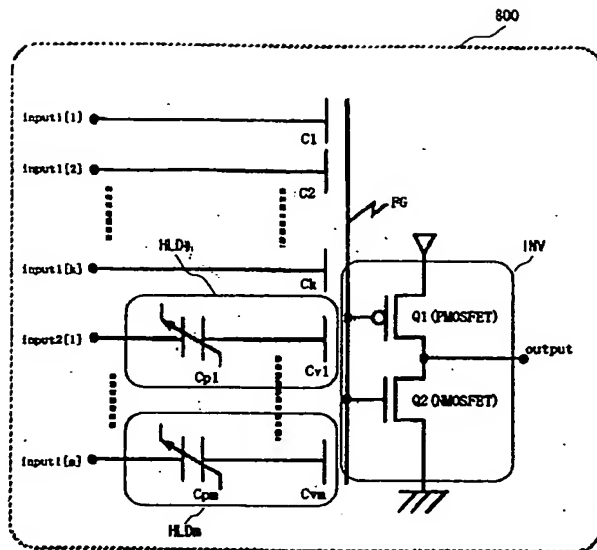 800
input1[1]
C1
input1[2]
C2
FG
HLD1
INV
input1[k]
Ck
Q1(PMOSFET)
input2[1]
output
Cp1
Cv1
Q2(NMOSFET)
input1[m]
Cpm
Cvm
HLDm